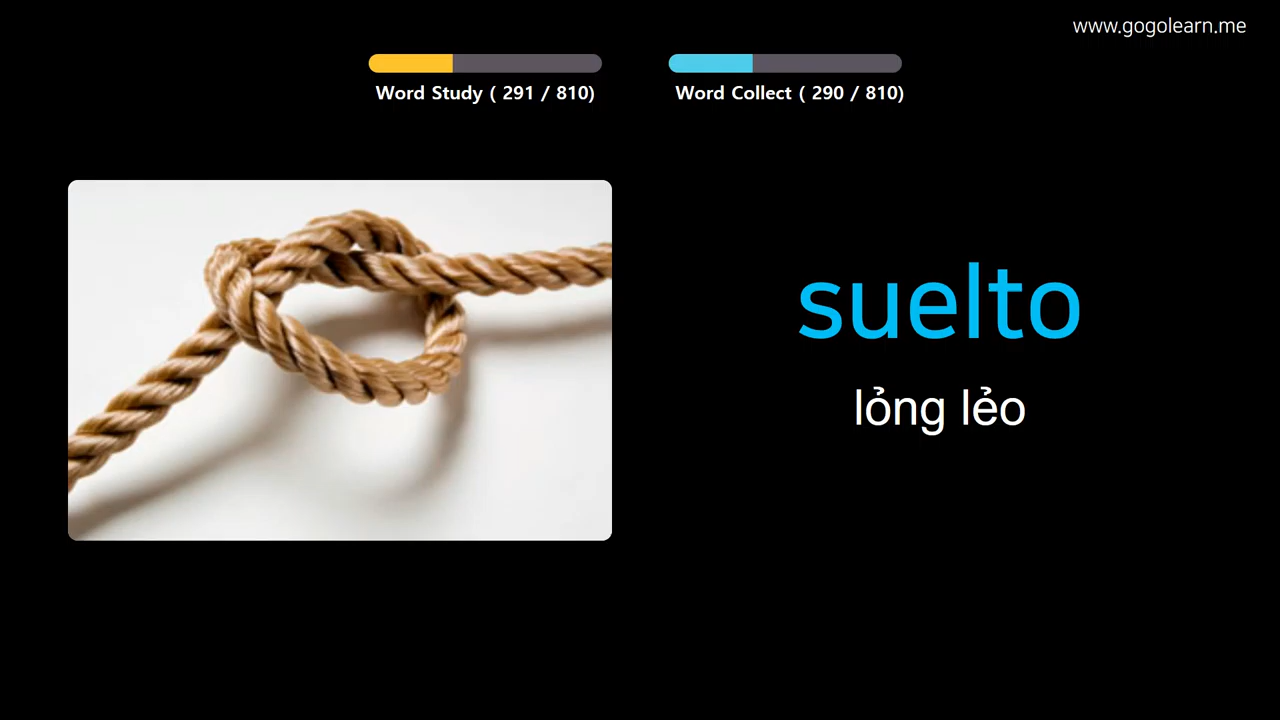 www.gogolearn.me
Word Study ( 291 / 810)
Word Collect ( 290 / 810)
suelto
lỏng lẻo